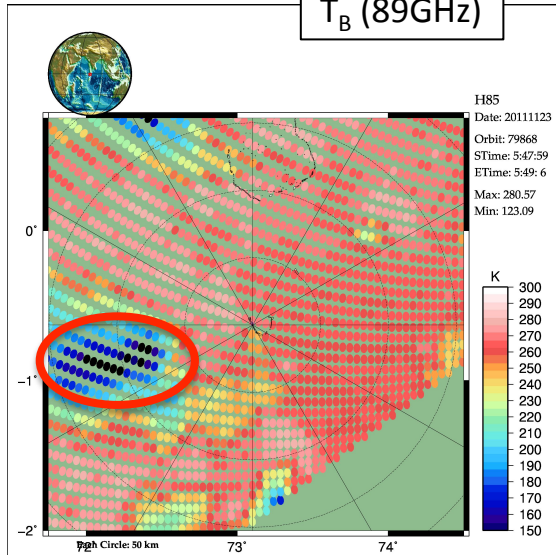 T_B (89GHz)
H85
Date: 20111123
Orbit: 79868
STime: 5:47:59
ETime: 5:49: 6
Max: 280.57
Min: 123.09
0˚
−1˚
−2˚
73˚
74˚
Each Circle: 50 km
K
300
290
280
270
260
250
240
230
220
210
200
190
180
170
160
150